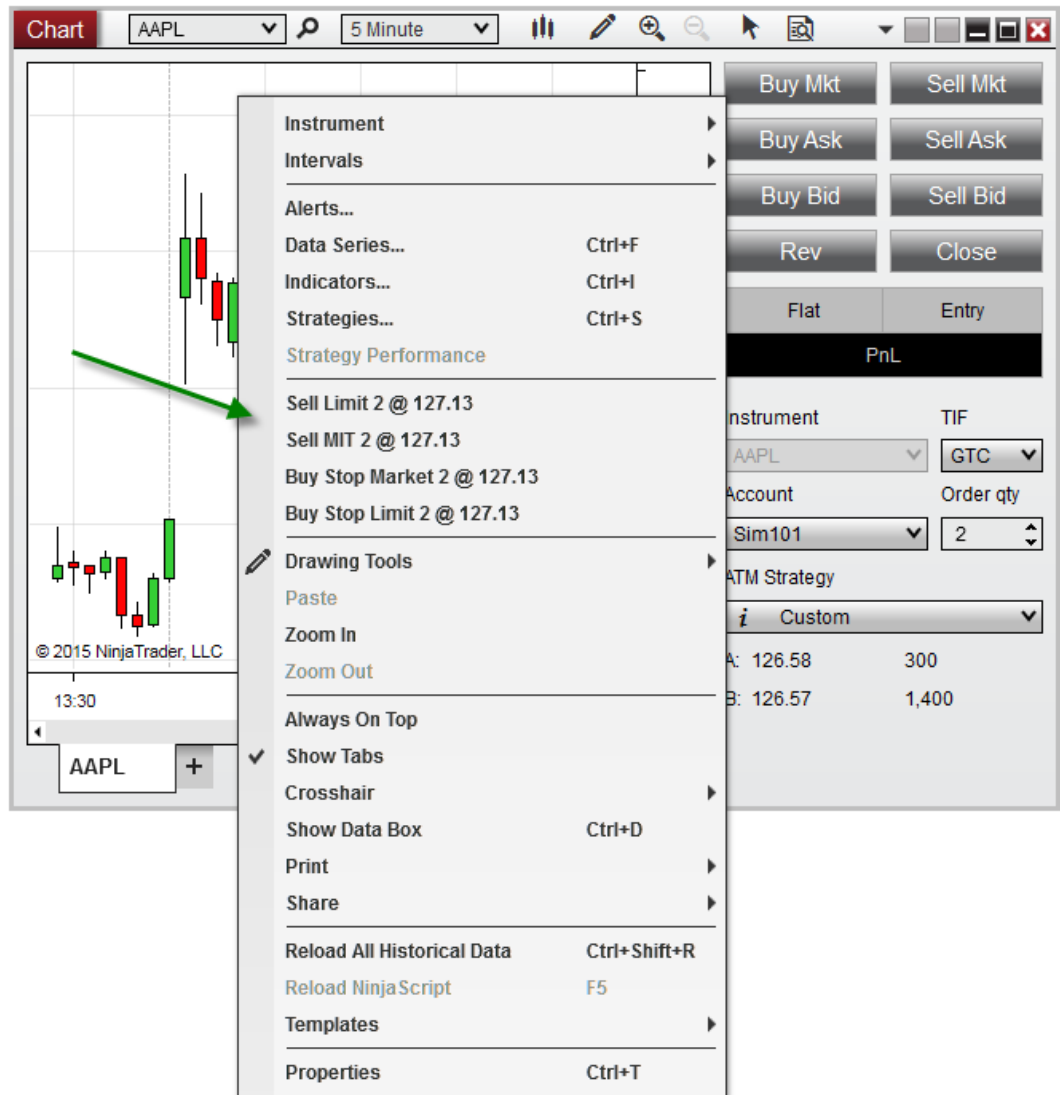 Chart AAPL 5 Minute
Buy Mkt Sell Mkt
Instrument
Buy Ask Sell Ask
Intervals
Alerts...
Buy Bid Sell Bid
Data Series... Ctrl+F
Rev Close
Indicators... Ctrl+I
Strategies... Ctrl+S
Flat Entry
Strategy Performance
PnL
Sell Limit 2 @ 127.13
nstrument TIF
Sell MIT 2 @ 127.13
AAPL GTC
Buy Stop Market 2 @ 127.13
Account Order qty
Buy Stop Limit 2 @ 127.13
Sim101 2
Drawing Tools
ATM Strategy
Paste
i Custom
Zoom In
© 2015 NinjaTrader, LLC
A: 126.58 300
Zoom Out
13:30
B: 126.57 1,400
Always On Top
Show Tabs
AAPL +
Crosshair
Show Data Box Ctrl+D
Print
Share
Reload All Historical Data Ctrl+Shift+R
Reload NinjaScript F5
Templates
Properties Ctrl+T